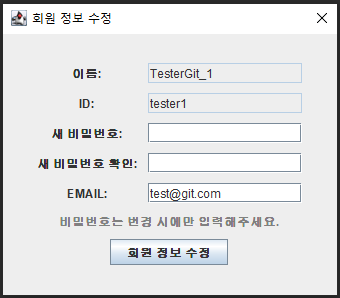 회원 정보 수정
이름: TesterGit_1
ID: tester1
새 비밀번호:
새 비밀번호 확인:
EMAIL: test@git.com
비밀번호는 변경 시에만 입력해주세요.
회원 정보 수정